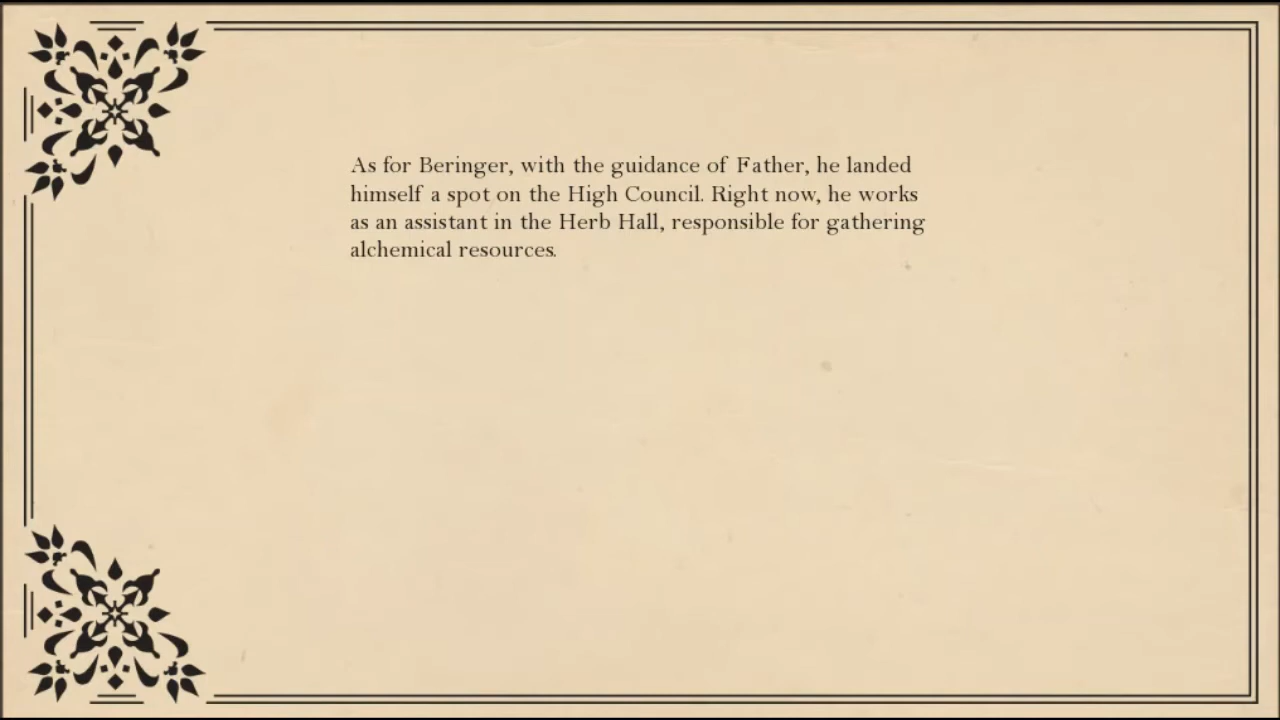 As for Beringer, with the guidance of Father, he landed
himself a spot on the High Council. Right now, he works
as an assistant in the Herb Hall, responsible for gathering
alchemical resources.